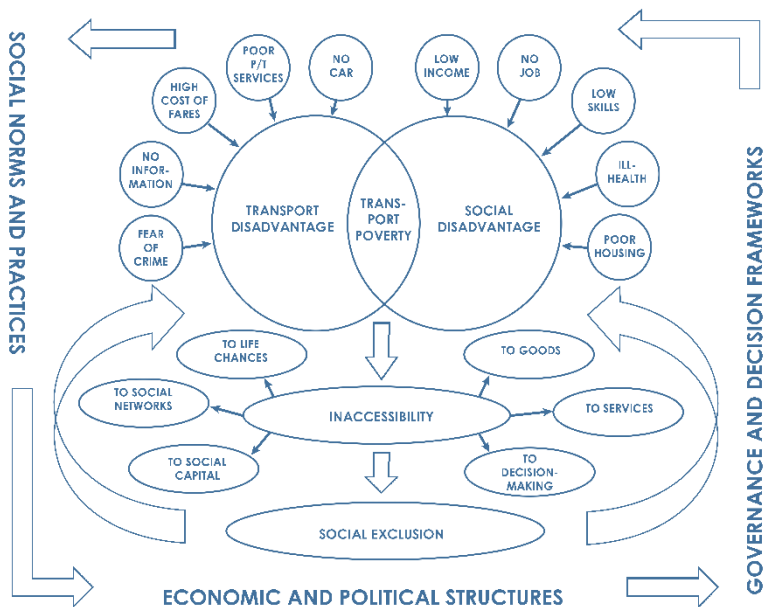 SOCIAL NORMS AND PRACTICES
GOVERNANCE AND DECISION FRAMEWORKS
POOR
P/T
SERVICES
NO
CAR
LOW
INCOME
NO
JOB
HIGH
COST OF
FARES
LOW
SKILLS
NO
INFOR-
MATION
ILL-
HEALTH
FEAR
OF
CRIME
POOR
HOUSING
TRANSPORT
DISADVANTAGE
TRANS-
PORT
POVERTY
SOCIAL
DISADVANTAGE
TO LIFE
CHANCES
TO GOODS
TO SOCIAL
NETWORKS
INACCESSIBILITY
TO SERVICES
TO SOCIAL
CAPITAL
TO
DECISION-
MAKING
SOCIAL EXCLUSION
ECONOMIC AND POLITICAL STRUCTURES